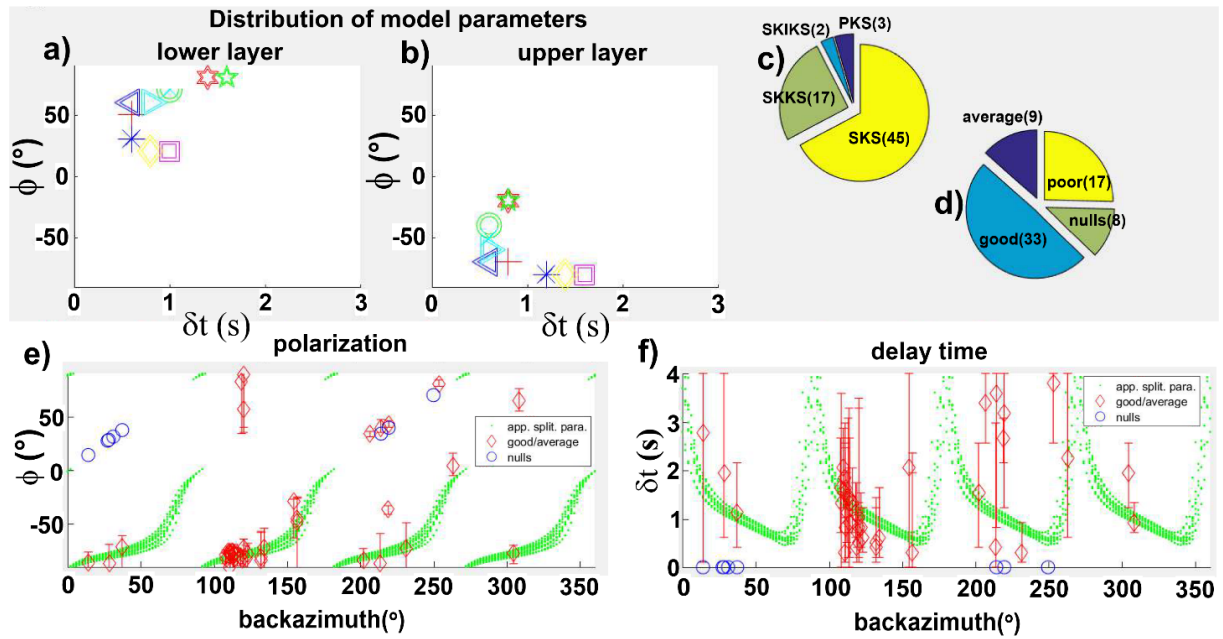 Distribution of model parameters
a) lower layer
b) upper layer
ϕ (°)
50
0
-50
0 1 2 3
δt (s)
ϕ (°)
50
0
-50
0 1 2 3
δt (s)
c)
SKIKS(2)
PKS(3)
SKKS(17)
SKS(45)
d)
average(9)
poor(17)
good(33)
nulls(8)
e) polarization
ϕ (°)
50
0
-50
0 50 100 150 200 250 300 350
backazimuth(°)
app. split. para.
good/average
nulls
f) delay time
δt (s)
4
3
2
1
0
0 50 100 150 200 250 300 350
backazimuth(°)
app. split. para.
good/average
nulls